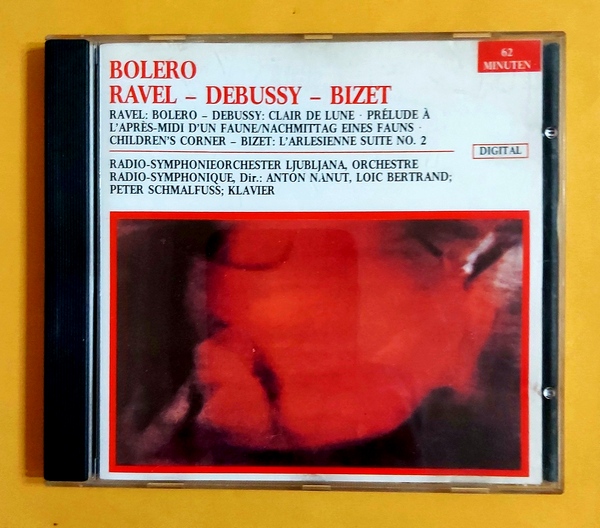 62
MINUTEN
BOLERO
RAVEL – DEBUSSY – BIZET
RAVEL: BOLERO – DEBUSSY: CLAIR DE LUNE · PRÉLUDE À
L'APRÈS-MIDI D'UN FAUNE/NACHMITTAG EINES FAUNS ·
CHILDREN'S CORNER – BIZET: L'ARLESIENNE SUITE NO. 2
DIGITAL
RADIO-SYMPHONIEORCHESTER LJUBLJANA, ORCHESTRE
RADIO-SYMPHONIQUE, Dir.: ANTON NANUT, LOIC BERTRAND;
PETER SCHMALFUSS; KLAVIER